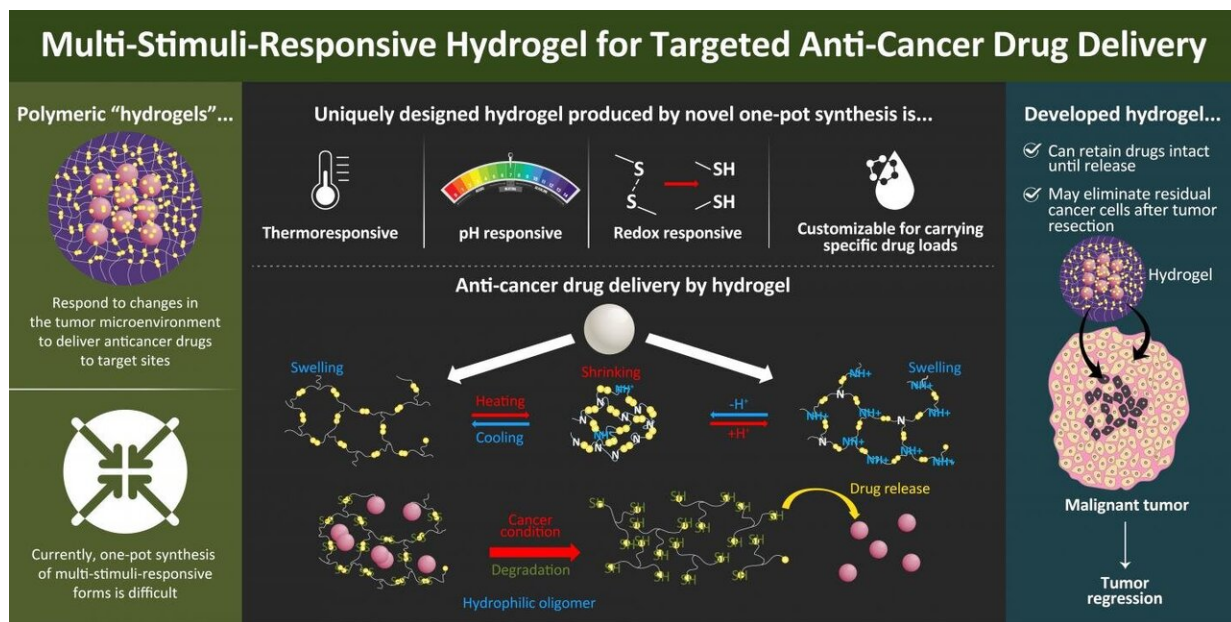 Multi-Stimuli-Responsive Hydrogel for Targeted Anti-Cancer Drug Delivery
Polymeric “hydrogels”...
Respond to changes in
the tumor microenvironment
to deliver anticancer drugs
to target sites
Currently, one-pot synthesis
of multi-stimuli-responsive
forms is difficult
Uniquely designed hydrogel produced by novel one-pot synthesis is...
Thermoresponsive
pH responsive
S
S
SH
SH
Redox responsive
Customizable for carrying
specific drug loads
Anti-cancer drug delivery by hydrogel
Swelling
Heating
Cooling
Shrinking
-H⁺
+H⁺
Swelling
Cancer
condition
Degradation
Hydrophilic oligomer
Drug release
Developed hydrogel...
Can retain drugs intact
until release
May eliminate residual
cancer cells after tumor
resection
Hydrogel
Malignant tumor
Tumor
regression